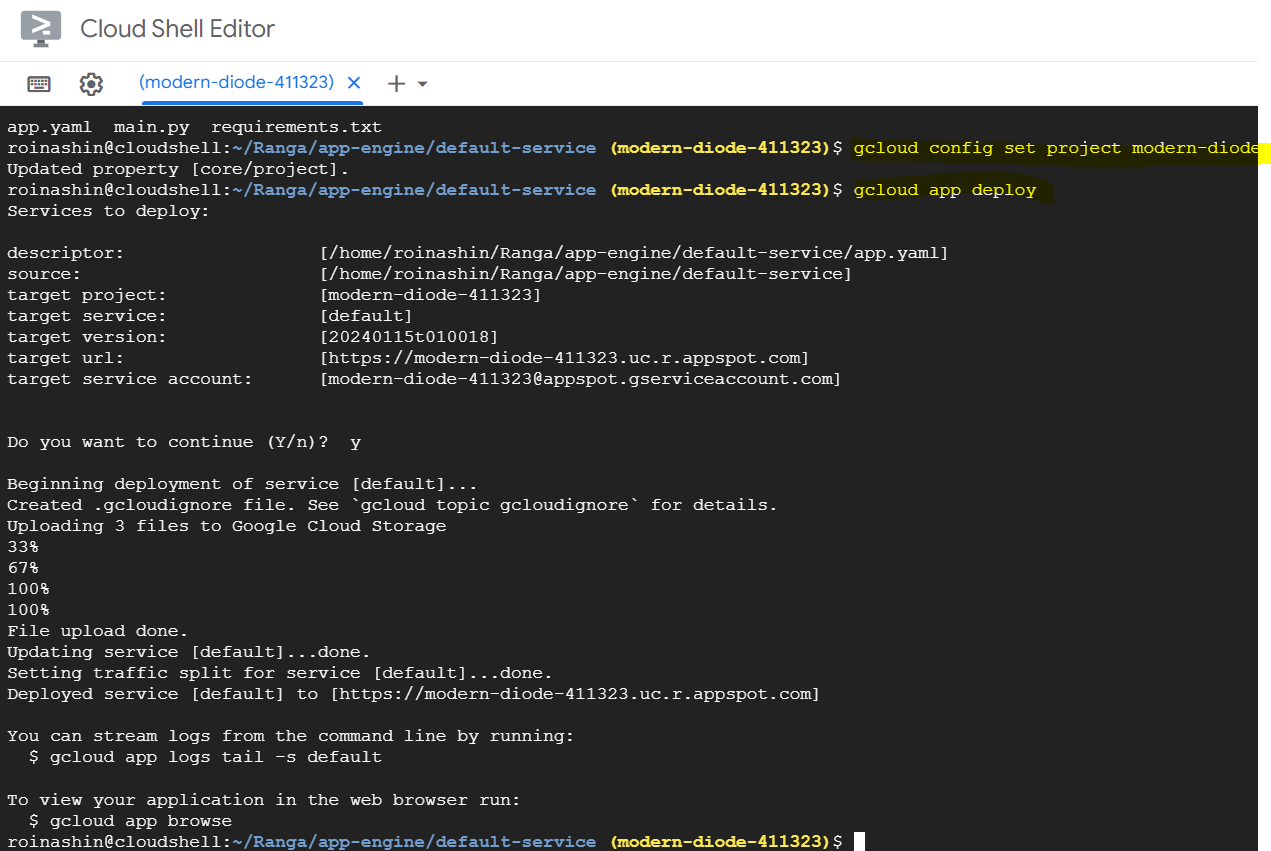 Cloud Shell Editor
(modern-diode-411323)
app.yaml  main.py  requirements.txt
roinashin@cloudshell:~/Ranga/app-engine/default-service (modern-diode-411323)$ gcloud config set project modern-diode
Updated property [core/project].
roinashin@cloudshell:~/Ranga/app-engine/default-service (modern-diode-411323)$ gcloud app deploy
Services to deploy:
descriptor:                  [/home/roinashin/Ranga/app-engine/default-service/app.yaml]
source:                      [/home/roinashin/Ranga/app-engine/default-service]
target project:              [modern-diode-411323]
target service:              [default]
target version:              [20240115t010018]
target url:                  [https://modern-diode-411323.uc.r.appspot.com]
target service account:      [modern-diode-411323@appspot.gserviceaccount.com]
Do you want to continue (Y/n)?  y
Beginning deployment of service [default]...
Created .gcloudignore file. See `gcloud topic gcloudignore` for details.
Uploading 3 files to Google Cloud Storage
33%
67%
100%
100%
File upload done.
Updating service [default]...done.
Setting traffic split for service [default]...done.
Deployed service [default] to [https://modern-diode-411323.uc.r.appspot.com]
You can stream logs from the command line by running:
  $ gcloud app logs tail -s default
To view your application in the web browser run:
  $ gcloud app browse
roinashin@cloudshell:~/Ranga/app-engine/default-service (modern-diode-411323)$